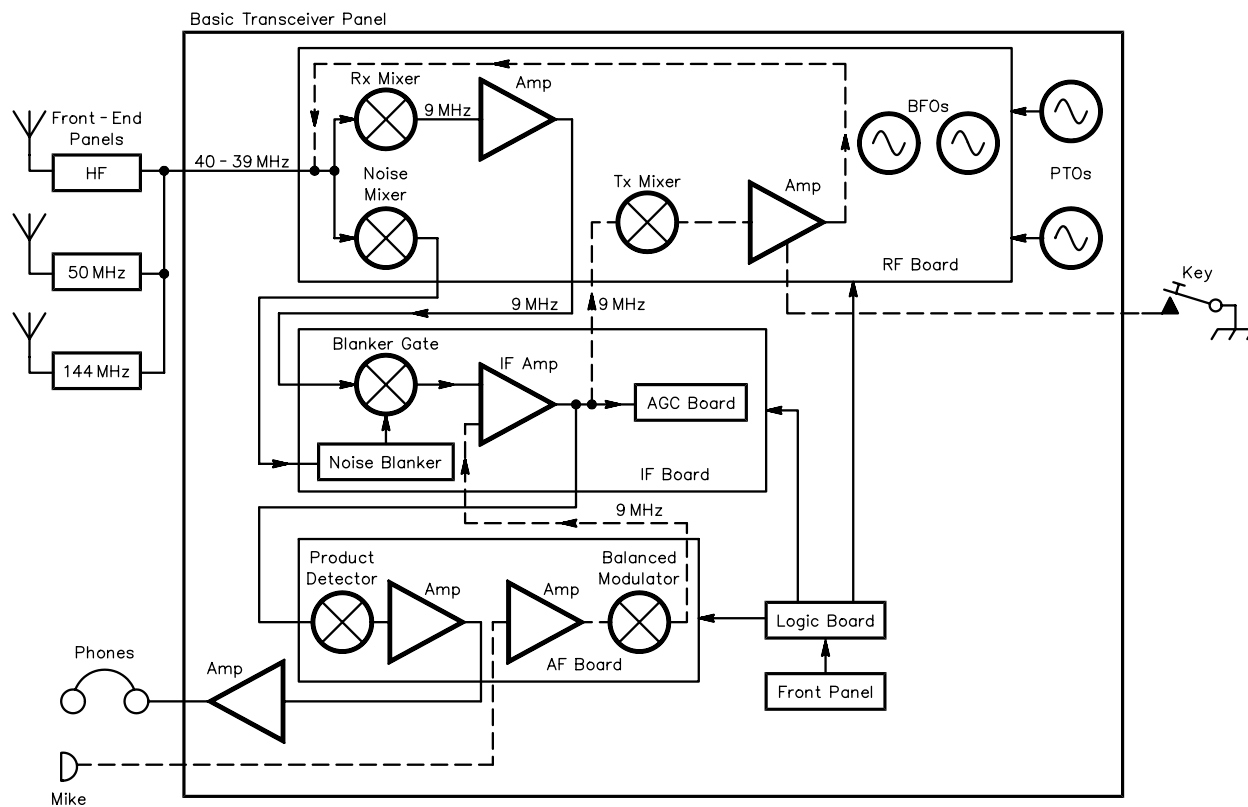 Basic Transceiver Panel
Front-End
Panels
HF
50 MHz
144 MHz
40-39 MHz
Rx Mixer
9 MHz
Amp
Noise
Mixer
Tx Mixer
Amp
BFOs
RF Board
PTOs
Key
9 MHz
9 MHz
Blanker Gate
IF Amp
AGC Board
Noise Blanker
IF Board
9 MHz
Product
Detector
Amp
Amp
Balanced
Modulator
AF Board
Logic Board
Front Panel
Phones
Amp
Mike